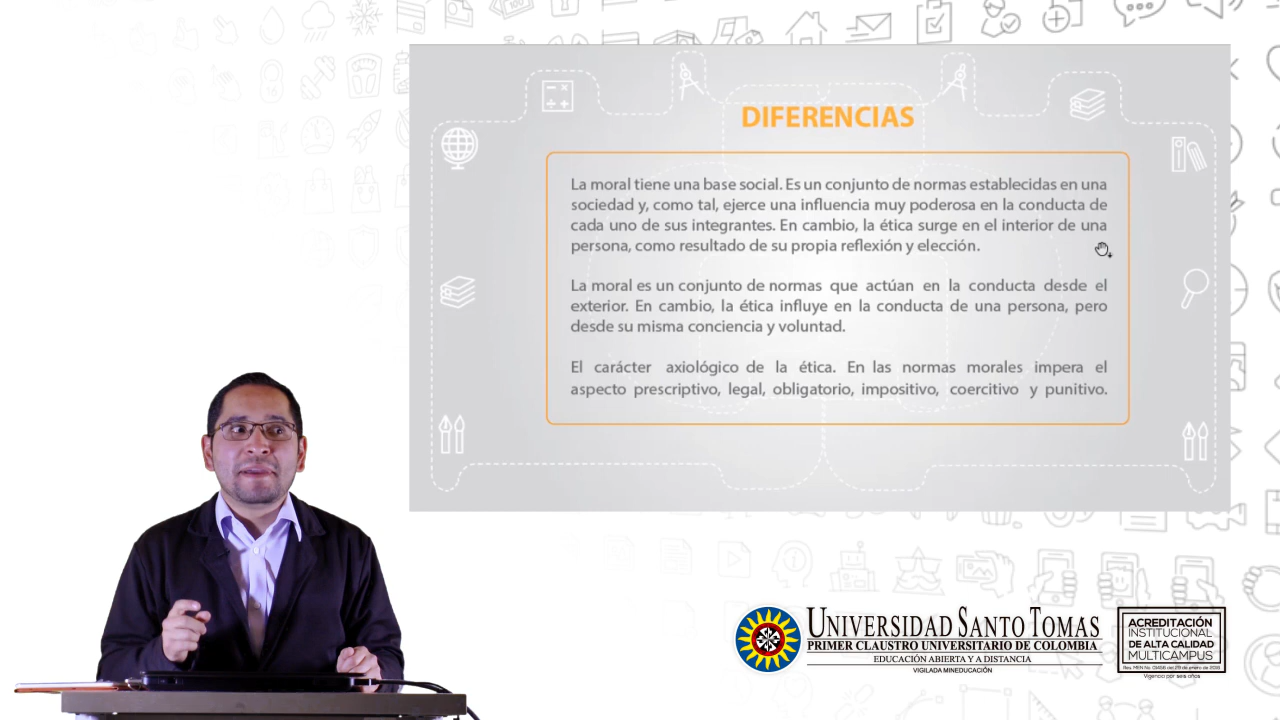 DIFERENCIAS
La moral tiene una base social. Es un conjunto de normas establecidas en una
sociedad y, como tal, ejerce una influencia muy poderosa en la conducta de
cada uno de sus integrantes. En cambio, la ética surge en el interior de una
persona, como resultado de su propia reflexión y elección.
La moral es un conjunto de normas que actúan en la conducta desde el
exterior. En cambio, la ética influye en la conducta de una persona, pero
desde su misma conciencia y voluntad.
El carácter axiológico de la ética. En las normas morales impera el
aspecto prescriptivo, legal, obligatorio, impositivo, coercitivo y punitivo.
UNIVERSIDAD SANTO TOMAS
PRIMER CLAUSTRO UNIVERSITARIO DE COLOMBIA
EDUCACIÓN ABIERTA Y A DISTANCIA
VIGILADA MINEDUCACIÓN
ACREDITACIÓN
INSTITUCIONAL
DE ALTA CALIDAD
MULTICAMPUS
Vigencia por seis años